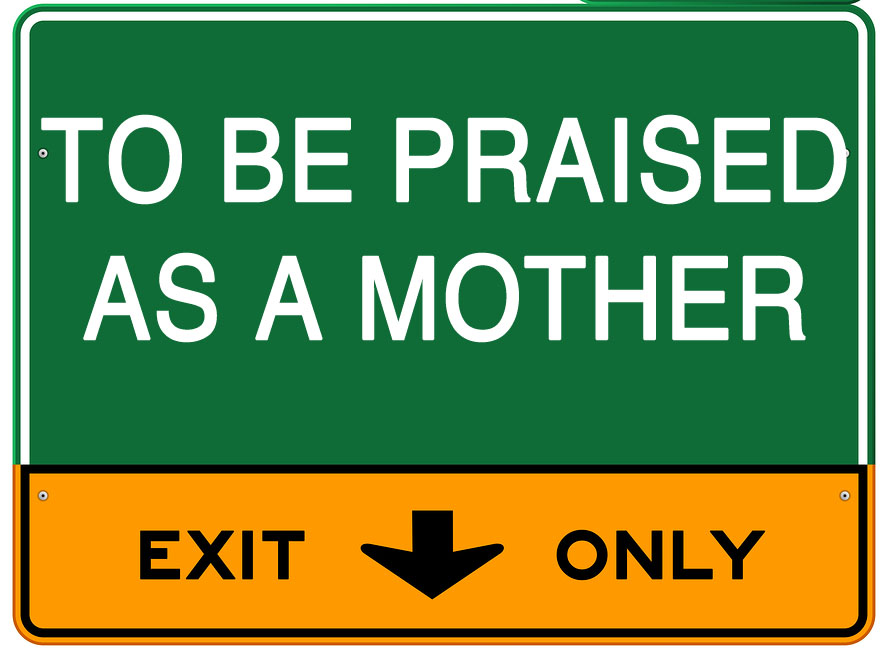 TO BE PRAISED
AS A MOTHER
EXIT ONLY